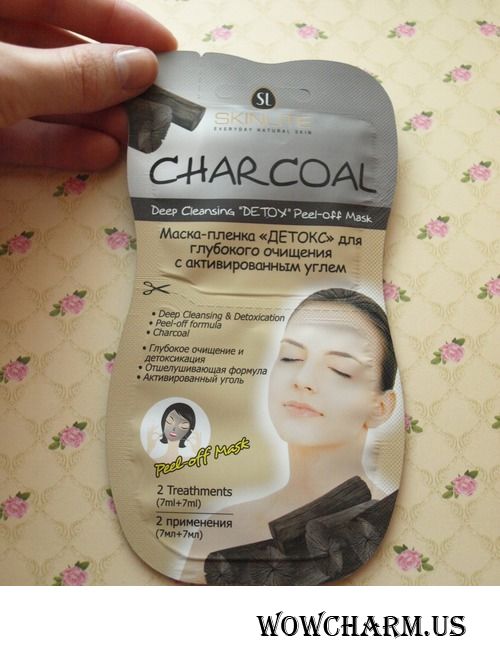 SL
SKINLITE
EVERYDAY NATURAL SKIN
CHARCOAL
Deep Cleansing "DETOX" Peel-off Mask
Маска-пленка «ДЕТОКС» для
глубокого очищения
с активированным углем
• Deep Cleansing & Detoxication
• Peel-off formula
• Charcoal
• Глубокое очищение и
детоксикация
• Отшелушивающая формула
• Активированный уголь
Peel-off Mask
2 Treathments
(7ml+7ml)
2 применения
(7мл+7мл)
WOWCHARM.US